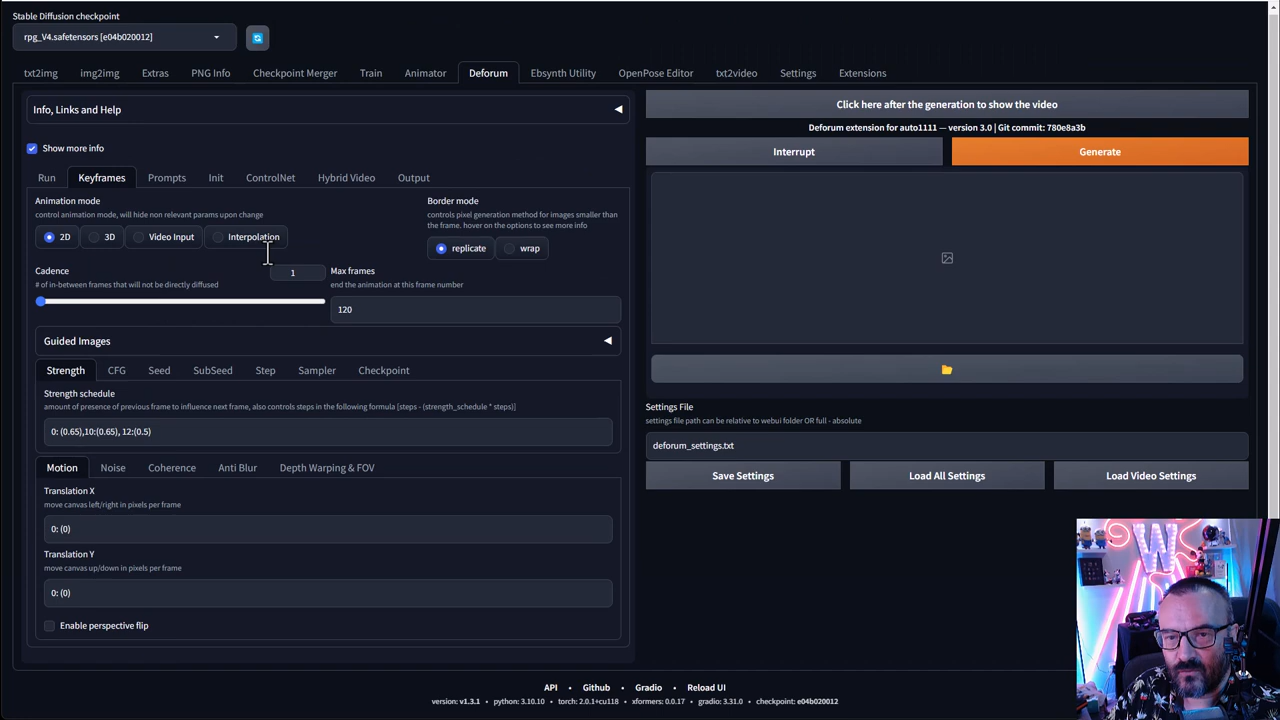 Stable Diffusion checkpoint
rpg_V4.safetensors [e04b020012]
txt2img img2img Extras PNG Info Checkpoint Merger Train Animator Deforum Ebsynth Utility OpenPose Editor txt2video Settings Extensions
Info, Links and Help
Show more info
Run Keyframes Prompts Init ControlNet Hybrid Video Output
Animation mode
control animation mode, will hide non relevant params upon change
2D 3D Video Input Interpolation
Border mode
controls pixel generation method for images smaller than
the frame. hover on the options to see more info
replicate wrap
Cadence
# of in-between frames that will not be directly diffused
1
Max frames
end the animation at this frame number
120
Guided Images
Strength CFG Seed SubSeed Step Sampler Checkpoint
Strength schedule
amount of presence of previous frame to influence next frame, also controls steps in the following formula [steps - (strength_schedule * steps)]
0: (0.65),10:(0.65), 12:(0.5)
Motion Noise Coherence Anti Blur Depth Warping & FOV
Translation X
move canvas left/right in pixels per frame
0: (0)
Translation Y
move canvas up/down in pixels per frame
0: (0)
Enable perspective flip
Click here after the generation to show the video
Deforum extension for auto1111 — version 3.0 | Git commit: 780e8a3b
Interrupt Generate
Settings File
settings file path can be relative to webui folder OR full - absolute
deforum_settings.txt
Save Settings Load All Settings Load Video Settings
W
API • Github • Gradio • Reload UI
version: v1.3.1 • python: 3.10.10 • torch: 2.0.1+cu118 • xformers: 0.0.17 • gradio: 3.31.0 • checkpoint: e04b020012